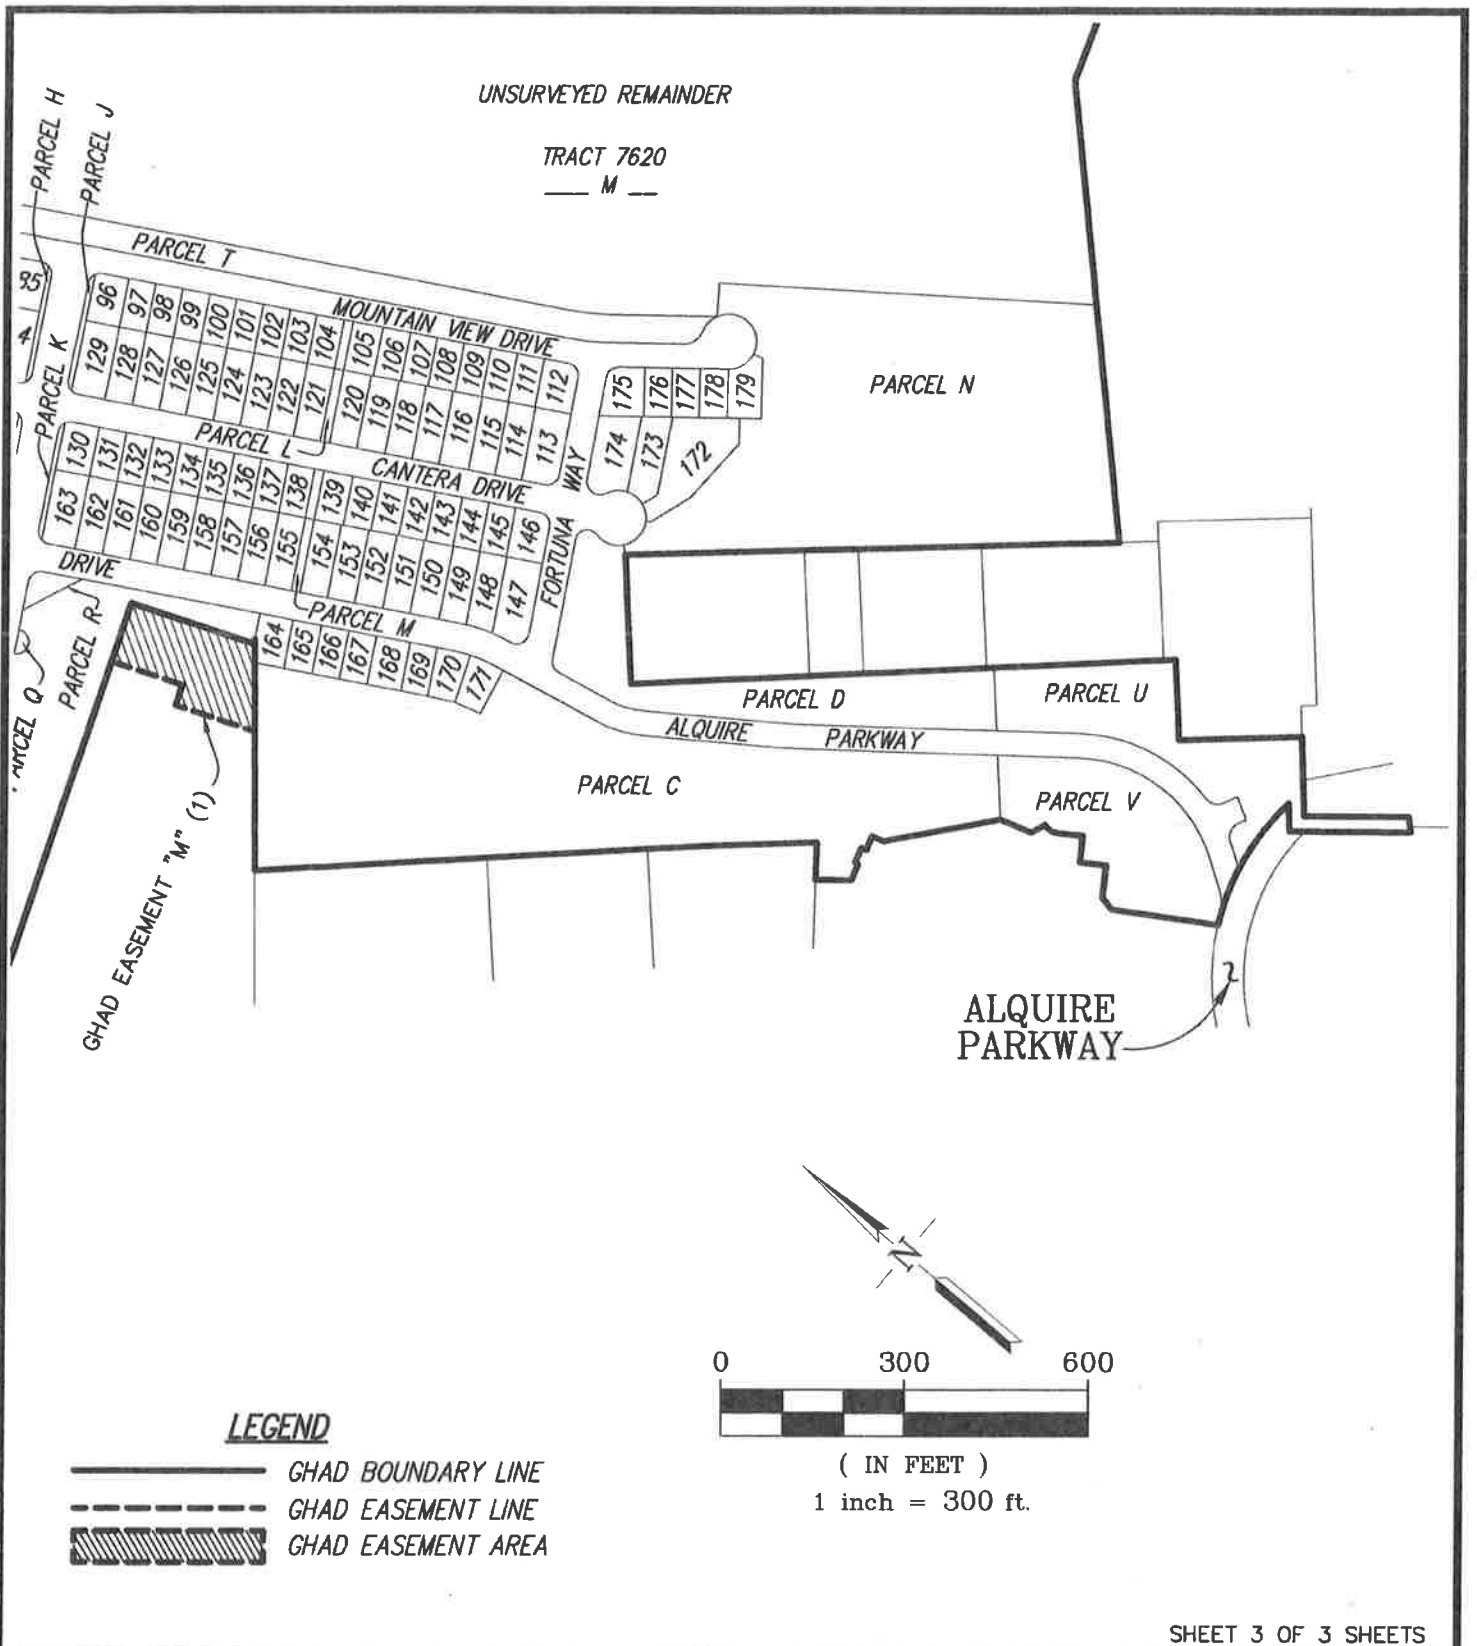 UNSURVEYED REMAINDER
TRACT 7620
___ M __
PARCEL H
PARCEL J
PARCEL T
MOUNTAIN VIEW DRIVE
96 97 98 99 100 101 102 103 104 105 106 107 108 109 110 111 112
129 128 127 126 125 124 123 122 121 120 119 118 117 116 115 114 113
175 176 177 178 179
174 173 172
PARCEL N
PARCEL K
PARCEL L
CANTERA DRIVE
FORTUNA WAY
130 131 132 133 134 135 136 137 138 139 140 141 142 143 144 145 146
163 162 161 160 159 158 157 156 155 154 153 152 151 150 149 148 147
DRIVE
PARCEL M
164 165 166 167 168 169 170 171
PARCEL R
PARCEL Q
PARCEL D
PARCEL U
ALQUIRE PARKWAY
PARCEL C
PARCEL V
GHAD EASEMENT "M" (1)
ALQUIRE
PARKWAY
N
0 300 600
( IN FEET )
1 inch = 300 ft.
LEGEND
GHAD BOUNDARY LINE
GHAD EASEMENT LINE
GHAD EASEMENT AREA
SHEET 3 OF 3 SHEETS